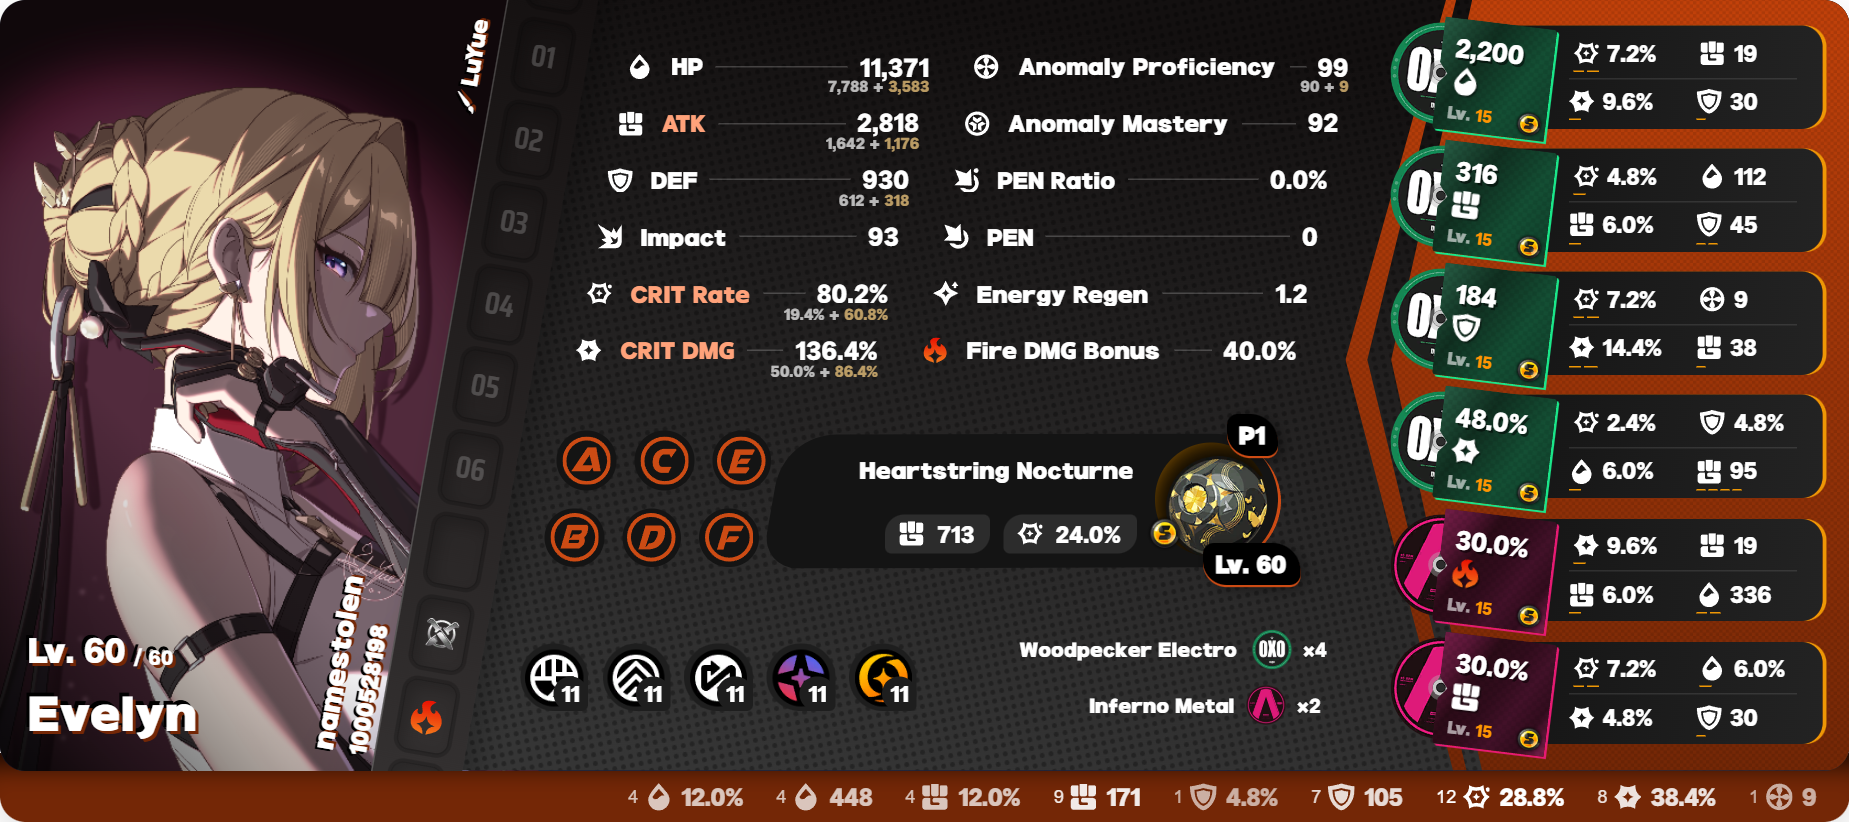 LuYue
01
02
03
04
05
06
Lv. 60 / 60
Evelyn
namestolen
1000528198
HP 11,371
7,788 + 3,583
ATK 2,818
1,642 + 1,176
DEF 930
612 + 318
Impact 93
CRIT Rate 80.2%
19.4% + 60.8%
CRIT DMG 136.4%
50.0% + 86.4%
Anomaly Proficiency 99
90 + 9
Anomaly Mastery 92
PEN Ratio 0.0%
PEN 0
Energy Regen 1.2
Fire DMG Bonus 40.0%
A C E
B D F
P1
Heartstring Nocturne
713 24.0%
S
Lv. 60
11 11 11 11 11
Woodpecker Electro OXO ×4
Inferno Metal ×2
2,200
Lv. 15 S
7.2% 19
9.6% 30
316
Lv. 15 S
4.8% 112
6.0% 45
184
Lv. 15 S
7.2% 9
14.4% 38
48.0%
Lv. 15 S
2.4% 4.8%
6.0% 95
30.0%
Lv. 15 S
9.6% 19
6.0% 336
30.0%
Lv. 15 S
7.2% 6.0%
4.8% 30
4 12.0% 4 448 4 12.0% 9 171 1 4.8% 7 105 12 28.8% 8 38.4% 1 9